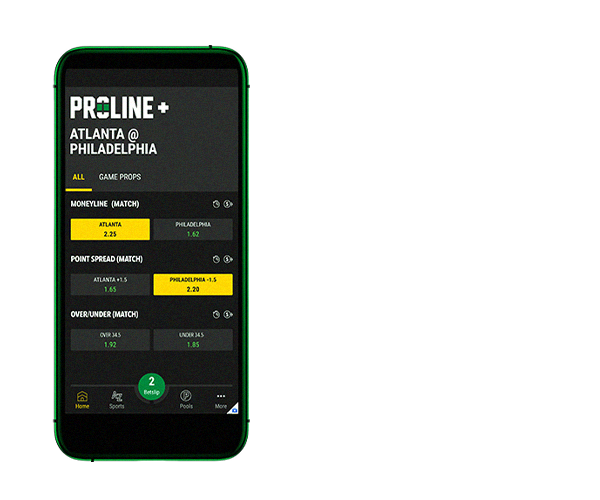 PROLINE +
ATLANTA @
PHILADELPHIA
ALL GAME PROPS
MONEYLINE (MATCH)
ATLANTA PHILADELPHIA
2.25 1.62
POINT SPREAD (MATCH)
ATLANTA +1.5 PHILADELPHIA -1.5
1.65 2.20
OVER/UNDER (MATCH)
OVER 34.5 UNDER 34.5
1.92 1.85
2
Betslip
Home Sports Pools More